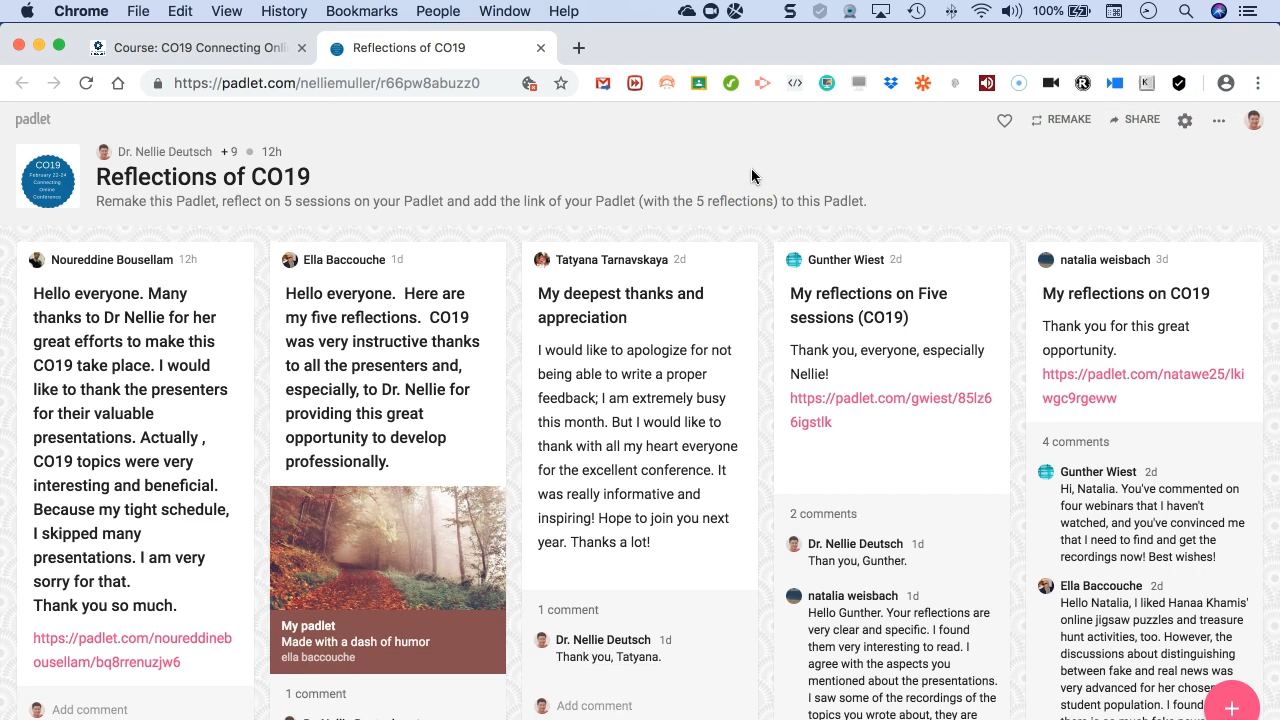 Chrome File Edit View History Bookmarks People Window Help 100%
Course: CO19 Connecting Onli
Reflections of CO19
https://padlet.com/nelliemuller/r66pw8abuzz0
padlet
REMAKE
SHARE
CO19
February 22-24
Connecting
Online
Conference
Dr. Nellie Deutsch +9 12h
Reflections of CO19
Remake this Padlet, reflect on 5 sessions on your Padlet and add the link of your Padlet (with the 5 reflections) to this Padlet.
Noureddine Bousellam 12h
Hello everyone. Many
thanks to Dr Nellie for her
great efforts to make this
CO19 take place. I would
like to thank the presenters
for their valuable
presentations. Actually ,
CO19 topics were very
interesting and beneficial.
Because my tight schedule,
I skipped many
presentations. I am very
sorry for that.
Thank you so much.
https://padlet.com/noureddineb
ousellam/bq8rrenuzjw6
Add comment
Ella Baccouche 1d
Hello everyone. Here are
my five reflections. CO19
was very instructive thanks
to all the presenters and,
especially, to Dr. Nellie for
providing this great
opportunity to develop
professionally.
My padlet
Made with a dash of humor
ella baccouche
1 comment
Tatyana Tarnavskaya 2d
My deepest thanks and
appreciation
I would like to apologize for not
being able to write a proper
feedback; I am extremely busy
this month. But I would like to
thank with all my heart everyone
for the excellent conference. It
was really informative and
inspiring! Hope to join you next
year. Thanks a lot!
1 comment
Dr. Nellie Deutsch 1d
Thank you, Tatyana.
Add comment
Gunther Wiest 2d
My reflections on Five
sessions (CO19)
Thank you, everyone, especially
Nellie!
https://padlet.com/gwiest/85lz6
6igstlk
2 comments
Dr. Nellie Deutsch 1d
Than you, Gunther.
natalia weisbach 1d
Hello Gunther. Your reflections are
very clear and specific. I found
them very interesting to read. I
agree with the aspects you
mentioned about the presentations.
I saw some of the recordings of the
topics you wrote about, they are
natalia weisbach 3d
My reflections on CO19
Thank you for this great
opportunity.
https://padlet.com/natawe25/lki
wgc9rgeww
4 comments
Gunther Wiest 2d
Hi, Natalia. You've commented on
four webinars that I haven't
watched, and you've convinced me
that I need to find and get the
recordings now! Best wishes!
Ella Baccouche 2d
Hello Natalia, I liked Hanaa Khamis'
online jigsaw puzzles and treasure
hunt activities, too. However, the
discussions about distinguishing
between fake and real news was
very advanced for her chose
student population. I found